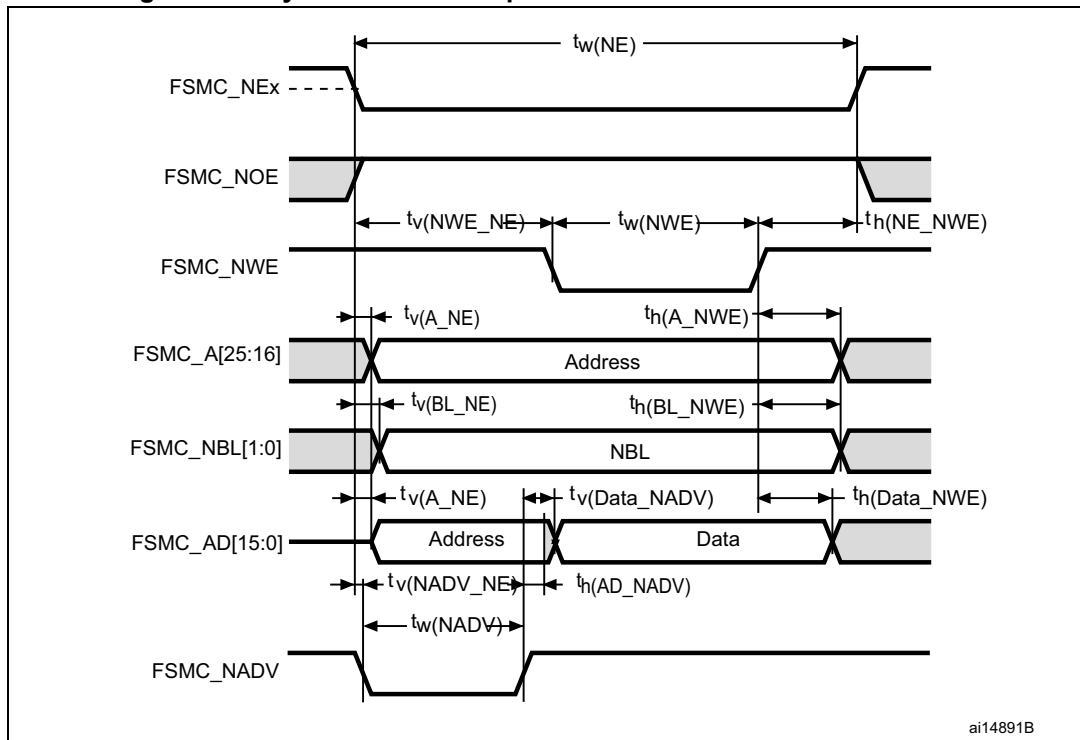 tw(NE)
FSMC_NEx
FSMC_NOE
tv(NWE_NE) tw(NWE) th(NE_NWE)
FSMC_NWE
tv(A_NE) th(A_NWE)
FSMC_A[25:16] Address
tv(BL_NE) th(BL_NWE)
FSMC_NBL[1:0] NBL
tv(A_NE) tv(Data_NADV) th(Data_NWE)
FSMC_AD[15:0] Address Data
tv(NADV_NE) th(AD_NADV)
tw(NADV)
FSMC_NADV
ai14891B